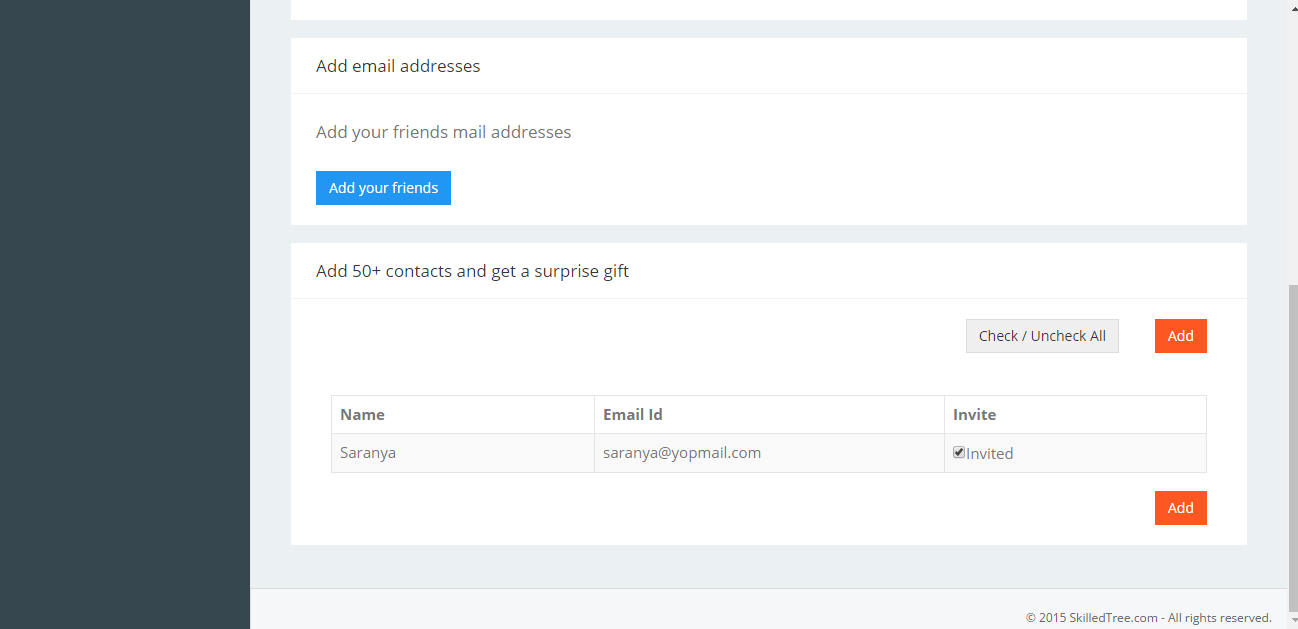 Add email addresses
Add your friends mail addresses
Add your friends
Add 50+ contacts and get a surprise gift
Check / Uncheck All Add
Name Email Id Invite
Saranya saranya@yopmail.com Invited
Add
© 2015 SkilledTree.com - All rights reserved.